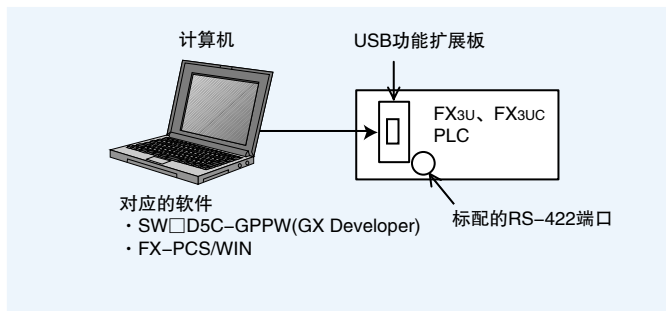 计算机
USB功能扩展板
FX3U、FX3UC
PLC
标配的RS-422端口
对应的软件
・SW□D5C-GPPW(GX Developer)
・FX-PCS/WIN